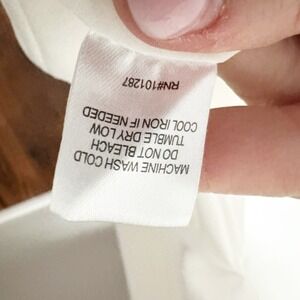 MACHINE WASH COLD
DO NOT BLEACH
TUMBLE DRY LOW
COOL IRON IF NEEDED
RN#101287